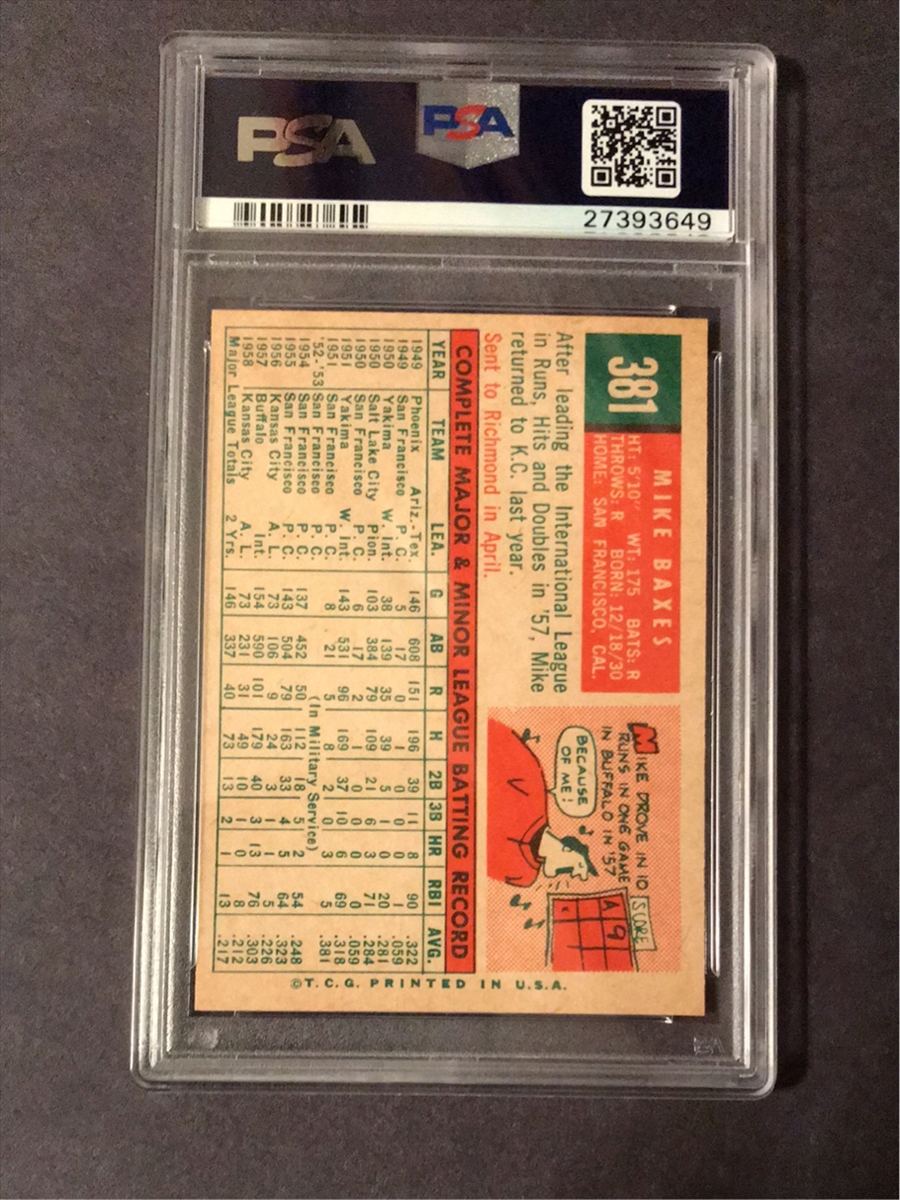 PSA
PSA
27393649
381
MIKE BAXES
HT: 5'10" WT: 175 BATS: R
THROWS: R BORN: 12/18/30
HOME: SAN FRANCISCO, CAL.
After leading the International League
in Runs, Hits and Doubles in '57, Mike
returned to K.C. last year.
Sent to Richmond in April.
MIKE DROVE IN 10
RUNS IN ONE GAME
IN BUFFALO IN '57
BECAUSE
OF ME!
SCORE
A 9
COMPLETE MAJOR & MINOR LEAGUE BATTING RECORD
YEAR TEAM LEA. G AB R H 2B 3B HR RBI AVG.
1949 Phoenix Ariz.-Tex. 146 608 151 196 39 11 8 90 .322
1949 San Francisco P. C. 5 17 0 1 0 0 0 1 .059
1950 Yakima W. Int. 38 139 35 39 5 1 0 20 .281
1950 Salt Lake City Pion. 103 384 79 109 21 6 3 71 .284
1950 San Francisco P. C. 6 17 2 1 0 0 0 0 .059
1951 Yakima W. Int. 143 531 96 169 37 10 6 69 .318
1951 San Francisco P. C. 8 21 5 8 2 0 3 5 .381
'52-'53 San Francisco P. C. (In Military Service)
1954 San Francisco P. C. 137 452 50 112 18 5 2 54 .248
1955 San Francisco P. C. 143 504 79 163 33 4 5 64 .323
1956 Kansas City A. L. 73 106 9 24 3 1 1 5 .226
1957 Buffalo Int. 154 590 101 179 40 3 13 76 .303
1958 Kansas City A. L. 73 231 31 49 10 1 0 8 .212
Major League Totals 2 Yrs. 146 337 40 73 13 2 1 13 .217
©T.C.G. PRINTED IN U.S.A.